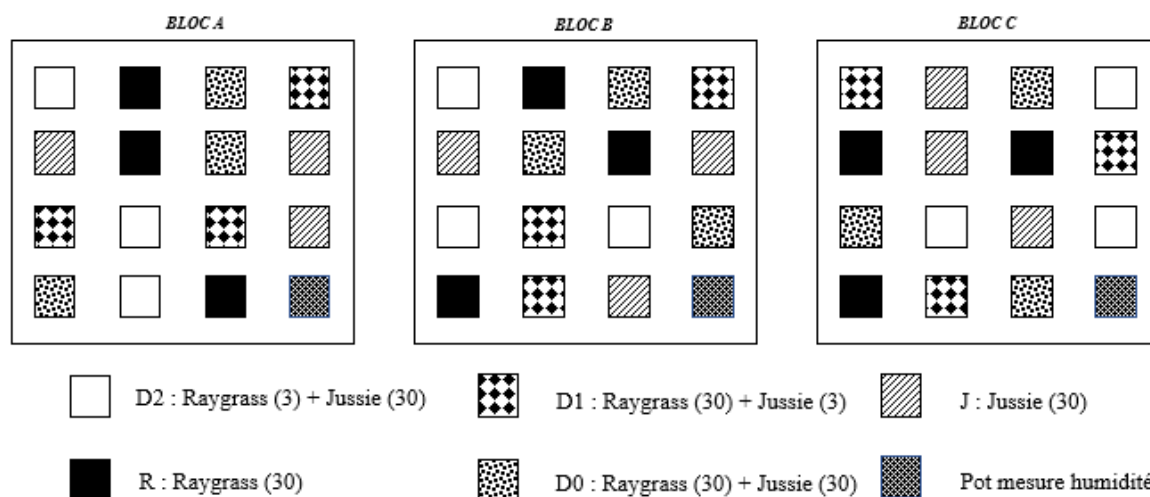 BLOC A
BLOC B
BLOC C
D2 : Raygrass (3) + Jussie (30)
D1 : Raygrass (30) + Jussie (3)
J : Jussie (30)
R : Raygrass (30)
D0 : Raygrass (30) + Jussie (30)
Pot mesure humidité